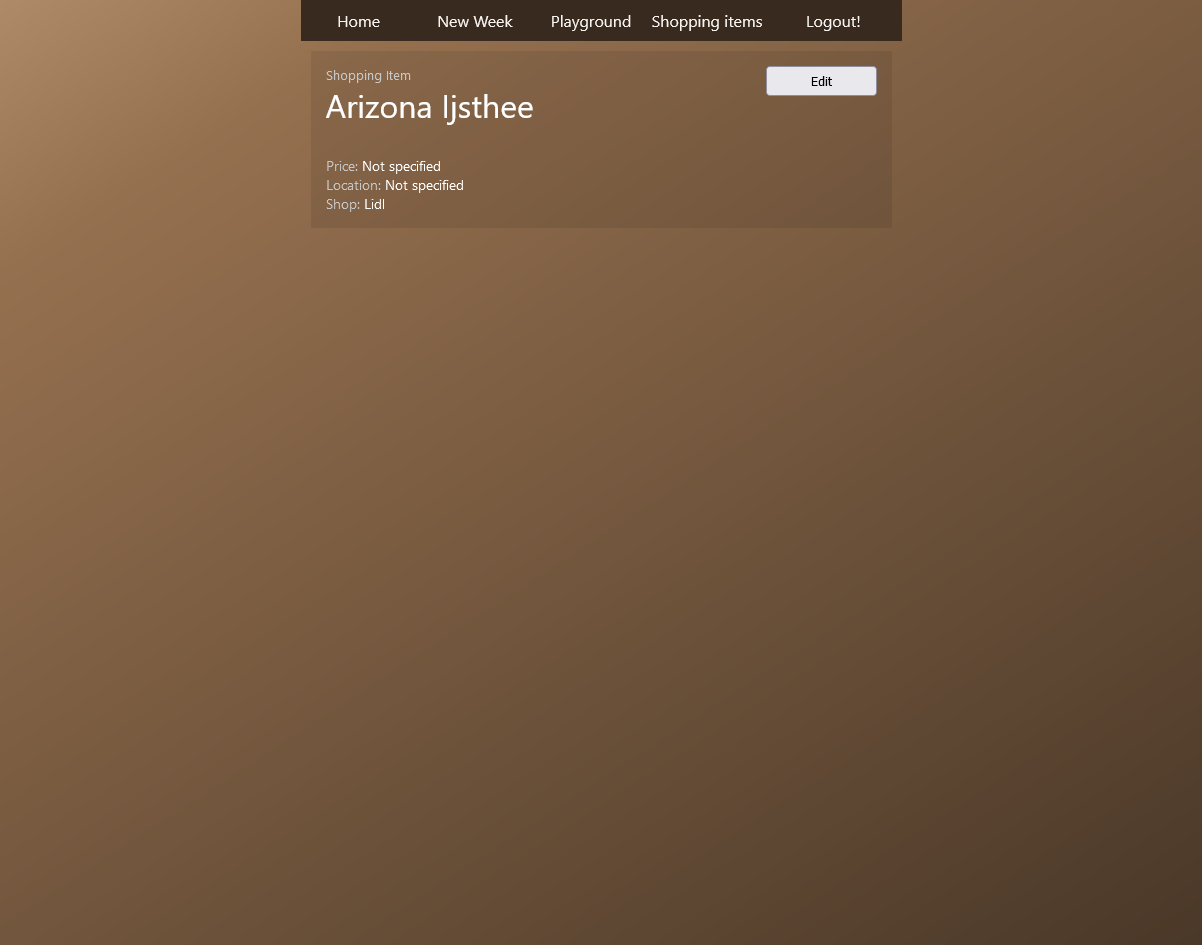 Home New Week Playground Shopping items Logout!
Shopping Item
Edit
Arizona Ijsthee
Price: Not specified
Location: Not specified
Shop: Lidl